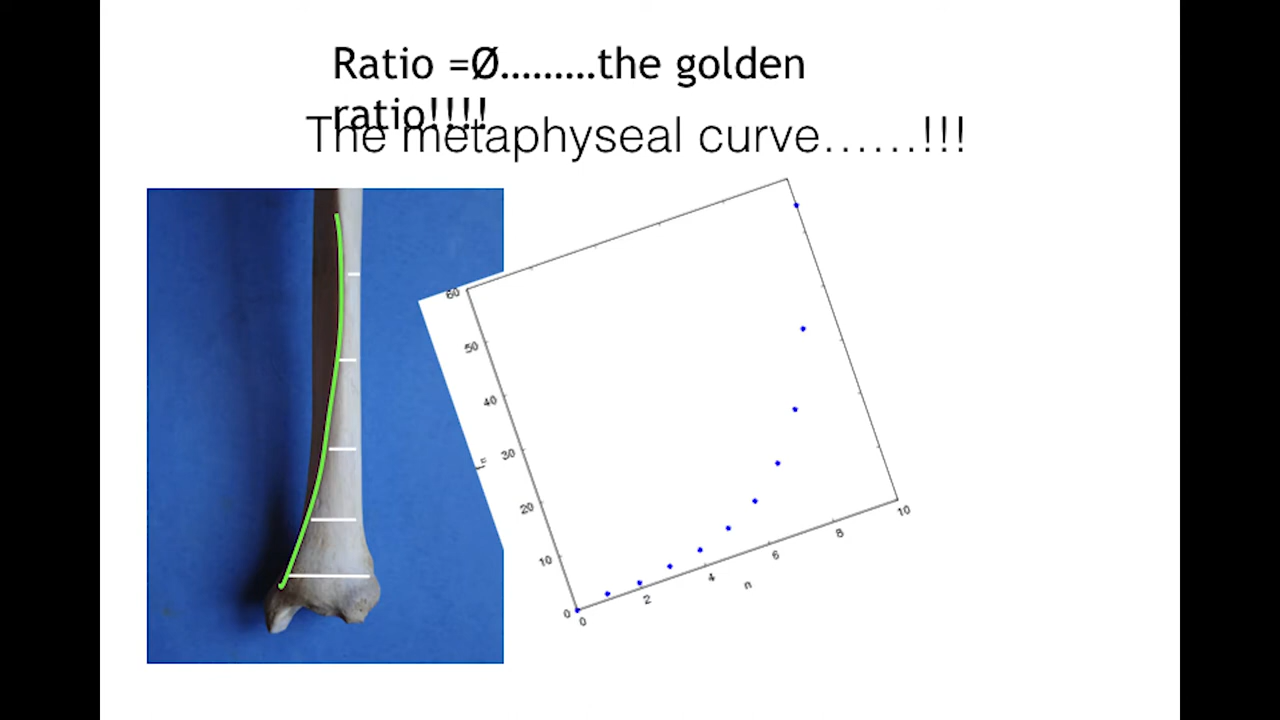 Ratio =Ø.........the golden
ratio!!!!
The metaphyseal curve......!!!
60
50
40
30
20
10
0
fn
0
2
4
6
8
10
n